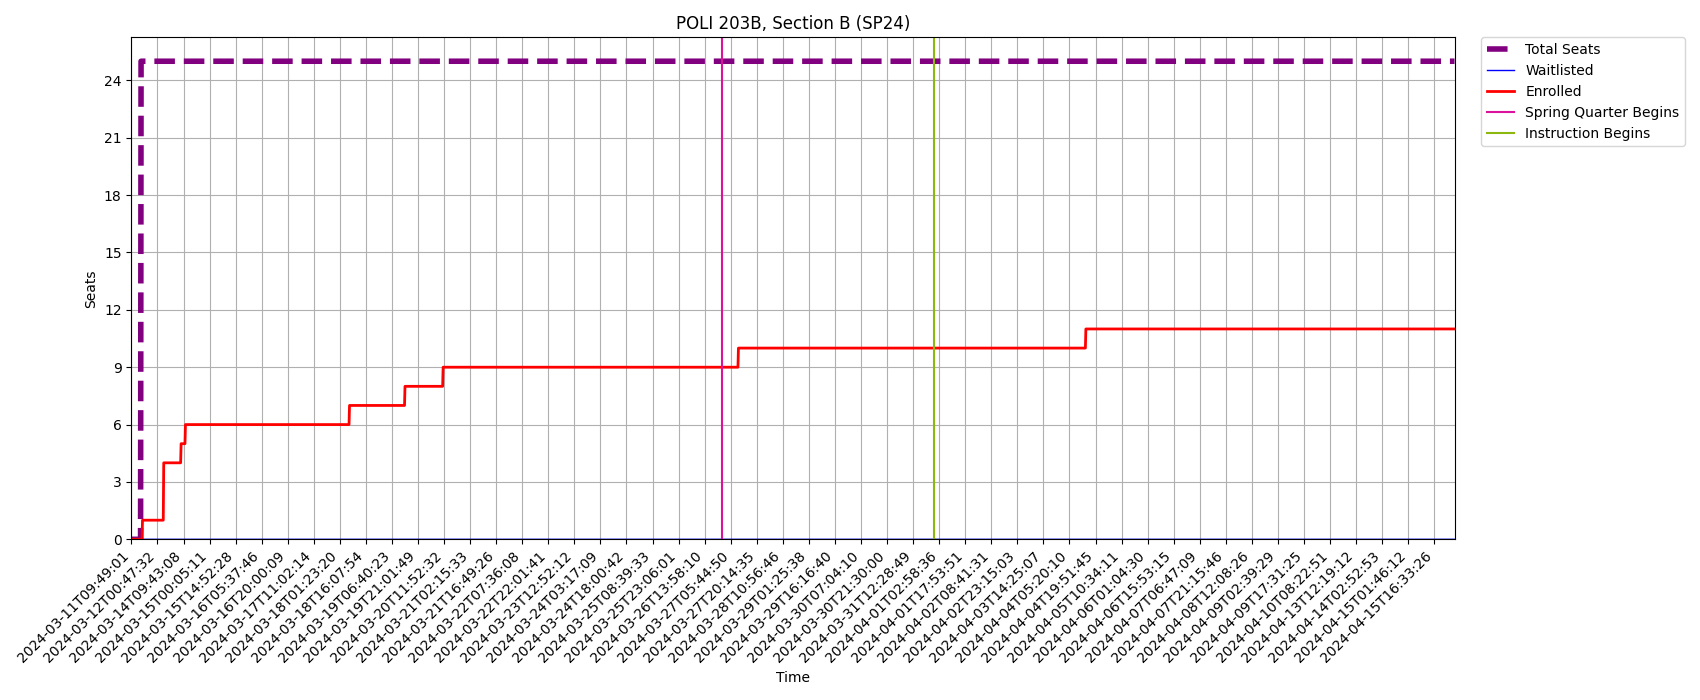 POLI 203B, Section B (SP24)
Total Seats
Waitlisted
Enrolled
Spring Quarter Begins
Instruction Begins
Seats
24
21
18
15
12
9
6
3
0
2024-03-11T09:49:01
2024-03-12T00:47:32
2024-03-14T09:43:08
2024-03-15T00:05:11
2024-03-15T14:52:28
2024-03-16T05:37:46
2024-03-16T20:00:09
2024-03-17T11:02:14
2024-03-18T01:23:20
2024-03-18T16:07:54
2024-03-19T06:40:23
2024-03-19T21:01:49
2024-03-20T11:52:32
2024-03-21T02:15:33
2024-03-21T16:49:26
2024-03-22T07:36:08
2024-03-22T22:01:41
2024-03-23T12:52:12
2024-03-24T03:17:09
2024-03-24T18:00:42
2024-03-25T08:39:33
2024-03-25T23:06:01
2024-03-26T13:58:10
2024-03-27T05:44:50
2024-03-27T20:14:35
2024-03-28T10:56:46
2024-03-29T01:25:38
2024-03-29T16:16:40
2024-03-30T07:04:10
2024-03-30T21:30:00
2024-03-31T12:28:49
2024-04-01T02:58:36
2024-04-01T17:53:51
2024-04-02T08:41:31
2024-04-02T23:15:03
2024-04-03T14:25:07
2024-04-04T05:20:10
2024-04-04T19:51:45
2024-04-05T10:34:11
2024-04-06T01:04:30
2024-04-06T15:53:15
2024-04-07T06:47:09
2024-04-07T21:15:46
2024-04-08T12:08:26
2024-04-09T02:39:29
2024-04-09T17:31:25
2024-04-10T08:22:51
2024-04-13T12:19:12
2024-04-14T02:52:53
2024-04-15T01:46:12
2024-04-15T16:33:26
Time